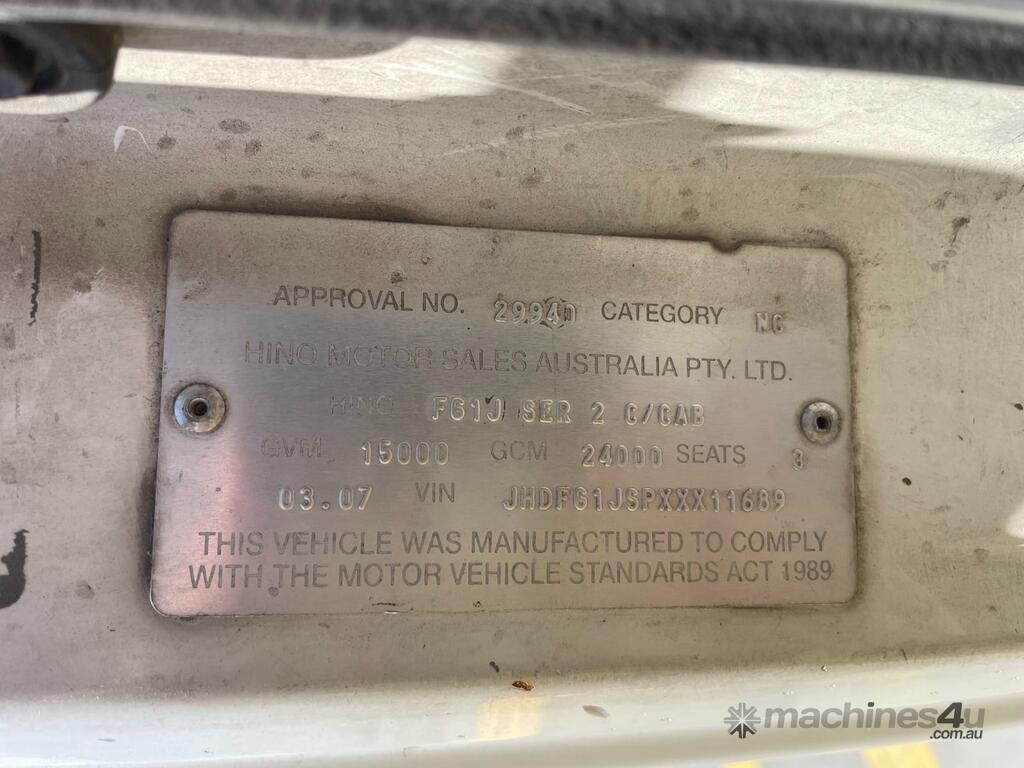 APPROVAL NO. 29940 CATEGORY NC
HINO MOTOR SALES AUSTRALIA PTY. LTD.
HINO FG1J SER 2 C/CAB
GVM 15000 GCM 24000 SEATS 3
03.07 VIN JHDFG1JSPXXX11689
THIS VEHICLE WAS MANUFACTURED TO COMPLY
WITH THE MOTOR VEHICLE STANDARDS ACT 1989
machines4u
.com.au